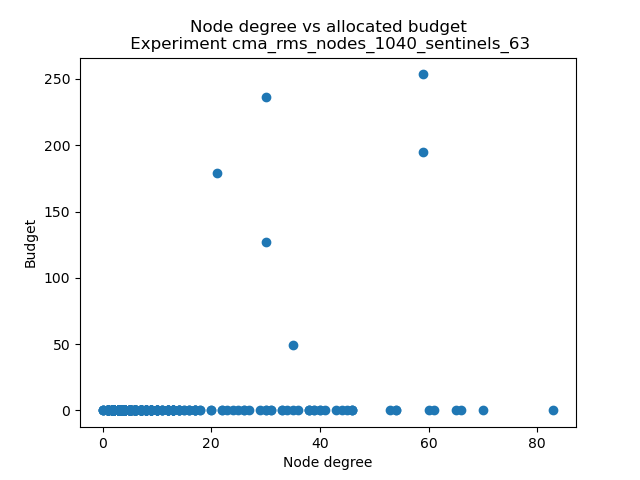 Node degree vs allocated budget
Experiment cma_rms_nodes_1040_sentinels_63
250
200
150
100
50
0
Budget
0 20 40 60 80
Node degree